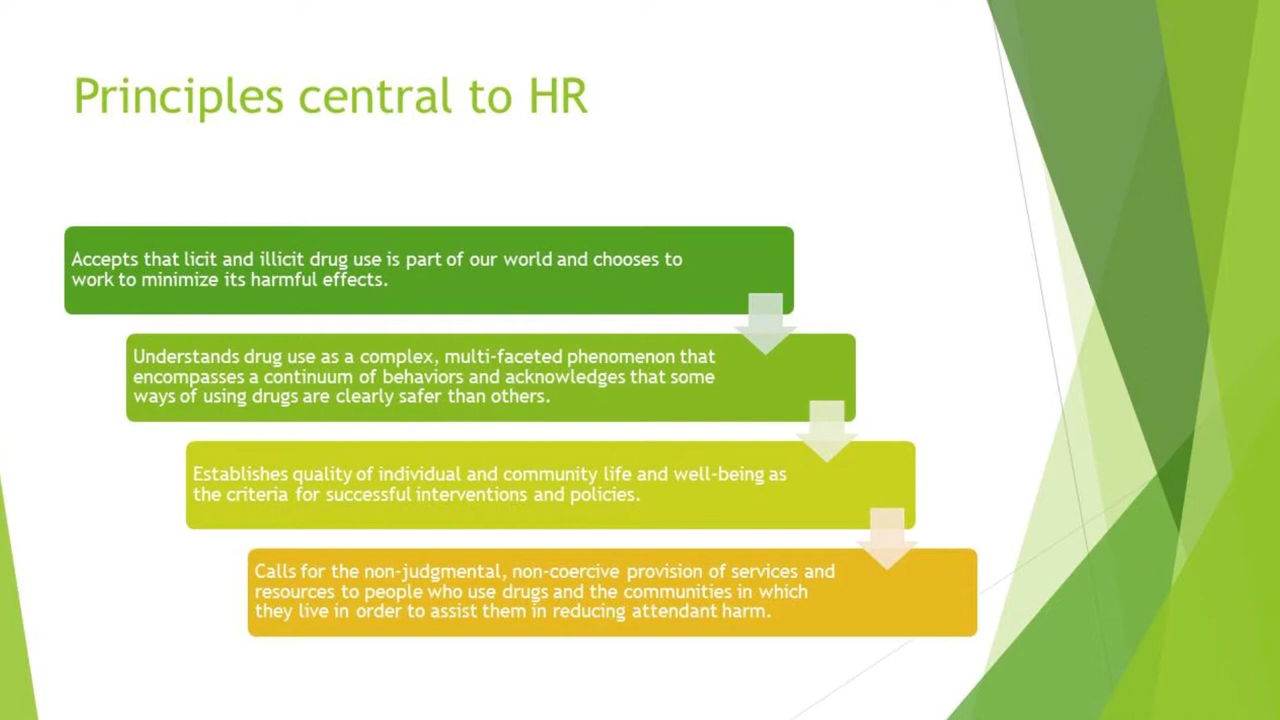 Principles central to HR
Accepts that licit and illicit drug use is part of our world and chooses to
work to minimize its harmful effects.
Understands drug use as a complex, multi-faceted phenomenon that
encompasses a continuum of behaviors and acknowledges that some
ways of using drugs are clearly safer than others.
Establishes quality of individual and community life and well-being as
the criteria for successful interventions and policies.
Calls for the non-judgmental, non-coercive provision of services and
resources to people who use drugs and the communities in which
they live in order to assist them in reducing attendant harm.